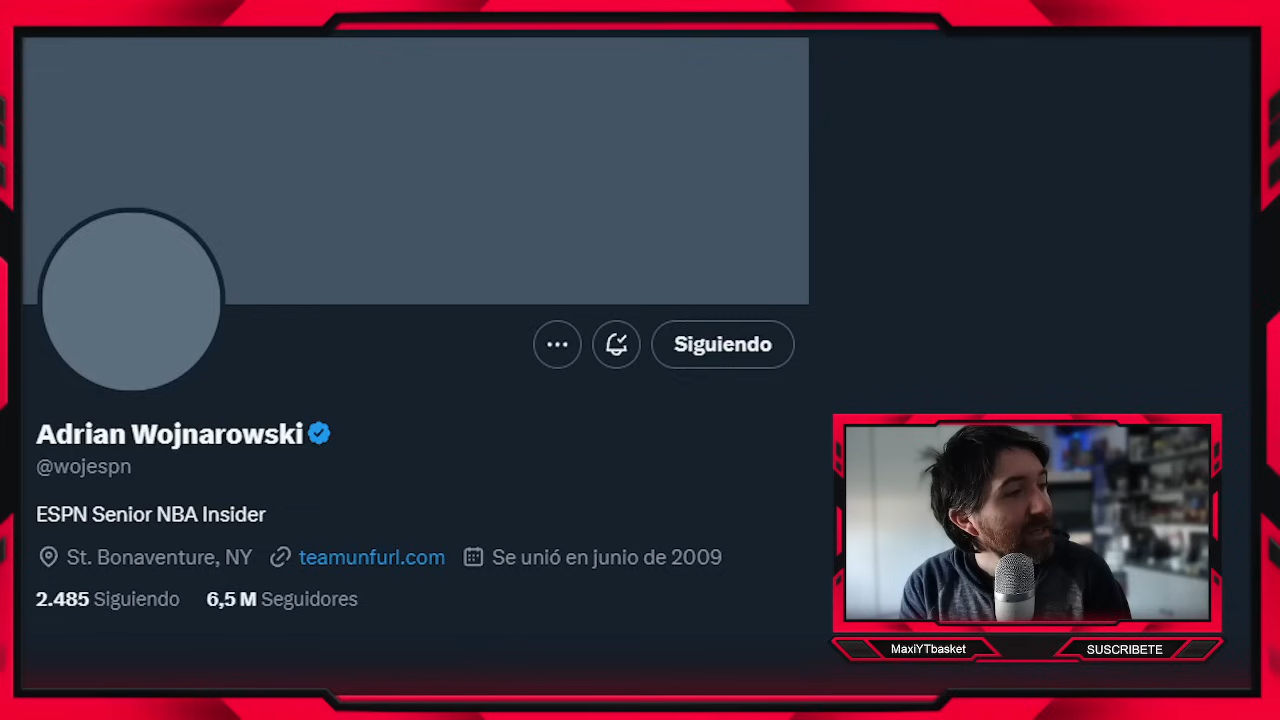 Siguiendo
Adrian Wojnarowski
@wojespn
ESPN Senior NBA Insider
St. Bonaventure, NY teamunfurl.com Se unió en junio de 2009
2.485 Siguiendo 6,5 M Seguidores
MaxiYTbasket SUSCRIBETE